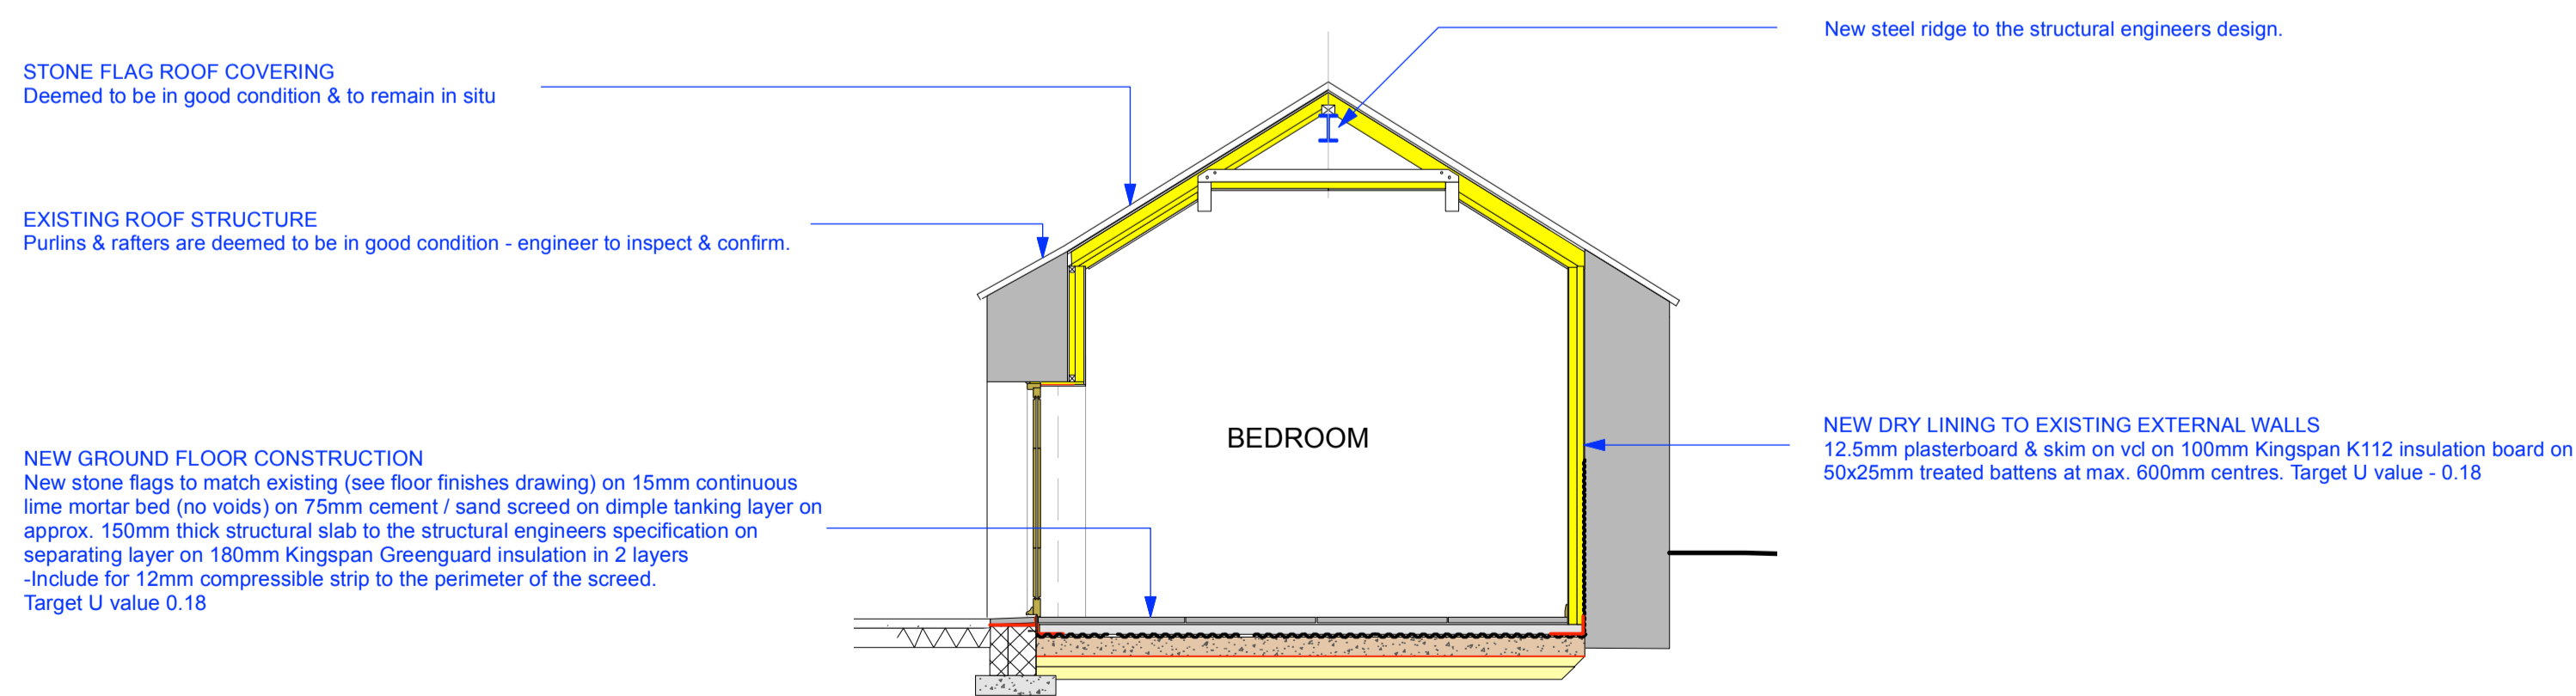 New steel ridge to the structural engineers design.
STONE FLAG ROOF COVERING
Deemed to be in good condition & to remain in situ
EXISTING ROOF STRUCTURE
Purlins & rafters are deemed to be in good condition - engineer to inspect & confirm.
BEDROOM
NEW DRY LINING TO EXISTING EXTERNAL WALLS
12.5mm plasterboard & skim on vcl on 100mm Kingspan K112 insulation board on
50x25mm treated battens at max. 600mm centres. Target U value - 0.18
NEW GROUND FLOOR CONSTRUCTION
New stone flags to match existing (see floor finishes drawing) on 15mm continuous
lime mortar bed (no voids) on 75mm cement / sand screed on dimple tanking layer on
approx. 150mm thick structural slab to the structural engineers specification on
separating layer on 180mm Kingspan Greenguard insulation in 2 layers
-Include for 12mm compressible strip to the perimeter of the screed.
Target U value 0.18